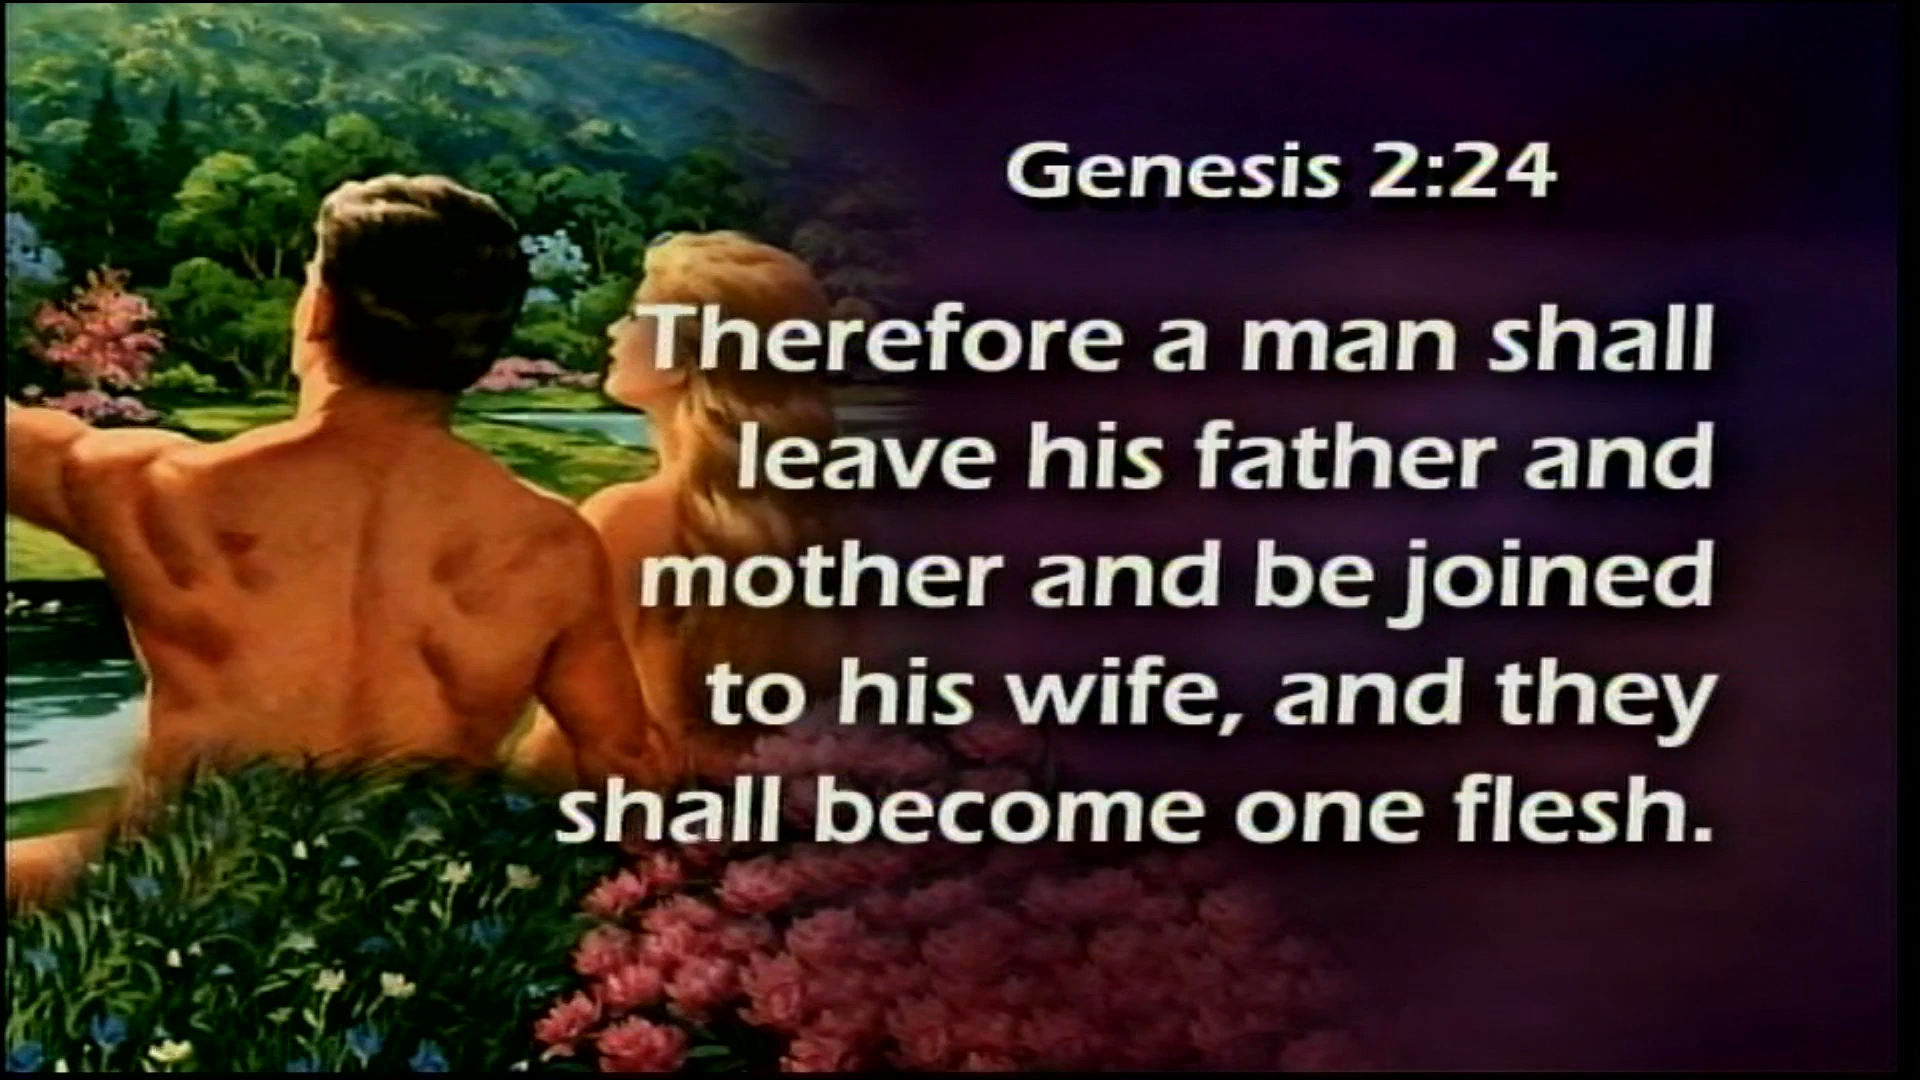 Genesis 2:24
Therefore a man shall
leave his father and
mother and be joined
to his wife, and they
shall become one flesh.